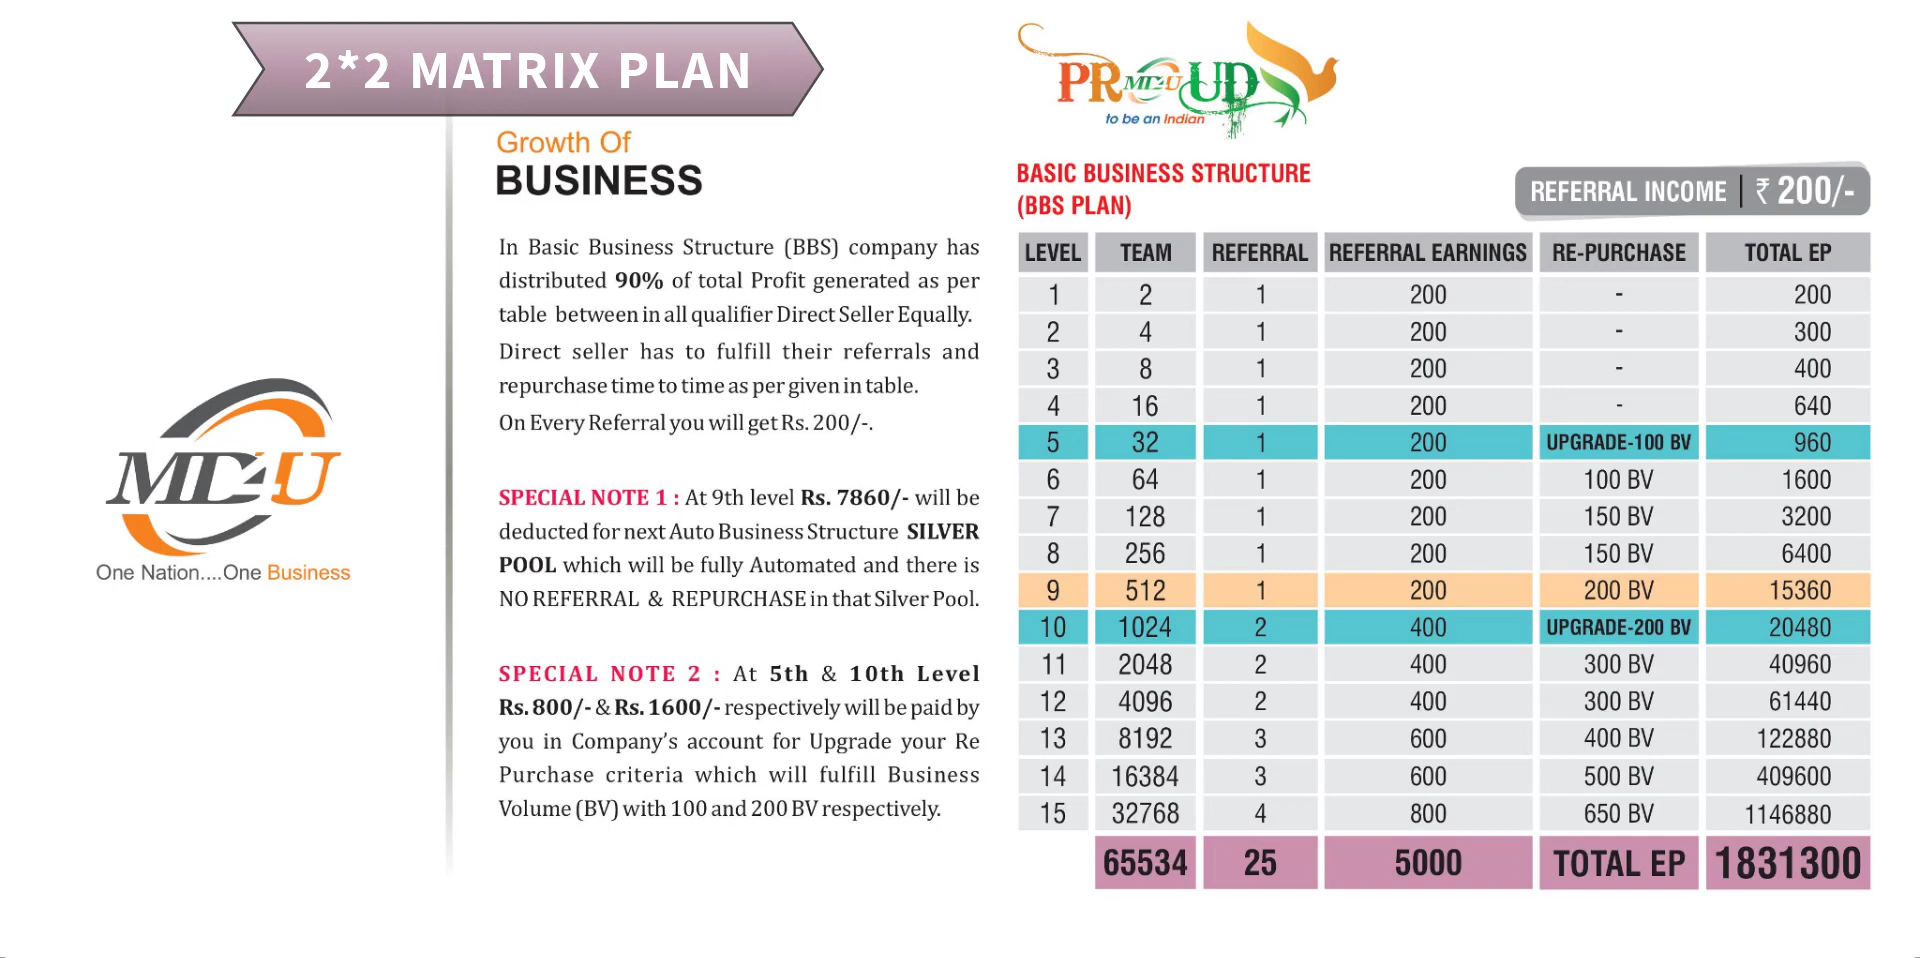 2*2 MATRIX PLAN
Growth Of
BUSINESS
In Basic Business Structure (BBS) company has
distributed 90% of total Profit generated as per
table between in all qualifier Direct Seller Equally.
Direct seller has to fulfill their referrals and
repurchase time to time as per given in table.
On Every Referral you will get Rs. 200/-.
SPECIAL NOTE 1 : At 9th level Rs. 7860/- will be
deducted for next Auto Business Structure SILVER
POOL which will be fully Automated and there is
NO REFERRAL & REPURCHASE in that Silver Pool.
SPECIAL NOTE 2 : At 5th & 10th Level
Rs. 800/- & Rs. 1600/- respectively will be paid by
you in Company's account for Upgrade your Re
Purchase criteria which will fulfill Business
Volume (BV) with 100 and 200 BV respectively.
MD4U
One Nation....One Business
PR MD4U UD
to be an Indian
BASIC BUSINESS STRUCTURE
(BBS PLAN)
REFERRAL INCOME | ₹ 200/-
LEVEL TEAM REFERRAL REFERRAL EARNINGS RE-PURCHASE TOTAL EP
1 2 1 200 - 200
2 4 1 200 - 300
3 8 1 200 - 400
4 16 1 200 - 640
5 32 1 200 UPGRADE-100 BV 960
6 64 1 200 100 BV 1600
7 128 1 200 150 BV 3200
8 256 1 200 150 BV 6400
9 512 1 200 200 BV 15360
10 1024 2 400 UPGRADE-200 BV 20480
11 2048 2 400 300 BV 40960
12 4096 2 400 300 BV 61440
13 8192 3 600 400 BV 122880
14 16384 3 600 500 BV 409600
15 32768 4 800 650 BV 1146880
65534 25 5000 TOTAL EP 1831300